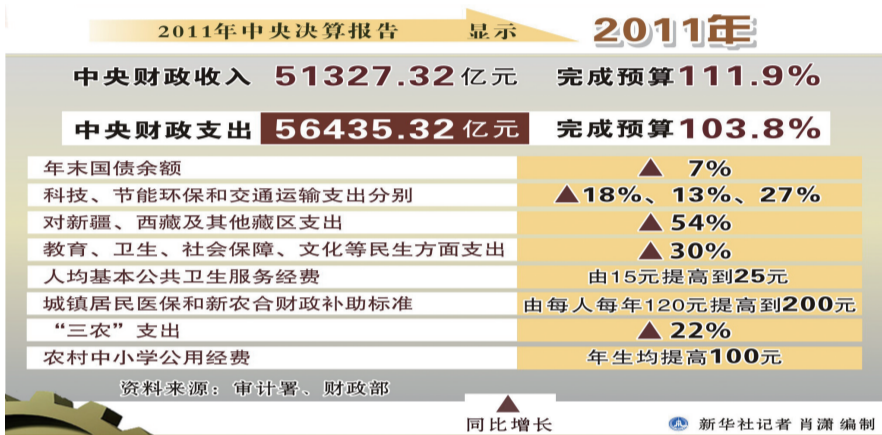 2011年中央决算报告 显示 2011年
中央财政收入 51327.32亿元 完成预算111.9%
中央财政支出 56435.32亿元 完成预算103.8%
年末国债余额 ▲ 7%
科技、节能环保和交通运输支出分别 ▲18%、13%、27%
对新疆、西藏及其他藏区支出 ▲ 54%
教育、卫生、社会保障、文化等民生方面支出 ▲ 30%
人均基本公共卫生服务经费 由15元提高到25元
城镇居民医保和新农合财政补助标准 由每人每年120元提高到200元
“三农”支出 ▲ 22%
农村中小学公用经费 年生均提高100元
资料来源：审计署、财政部
▲
同比增长 新华社记者 肖潇 编制